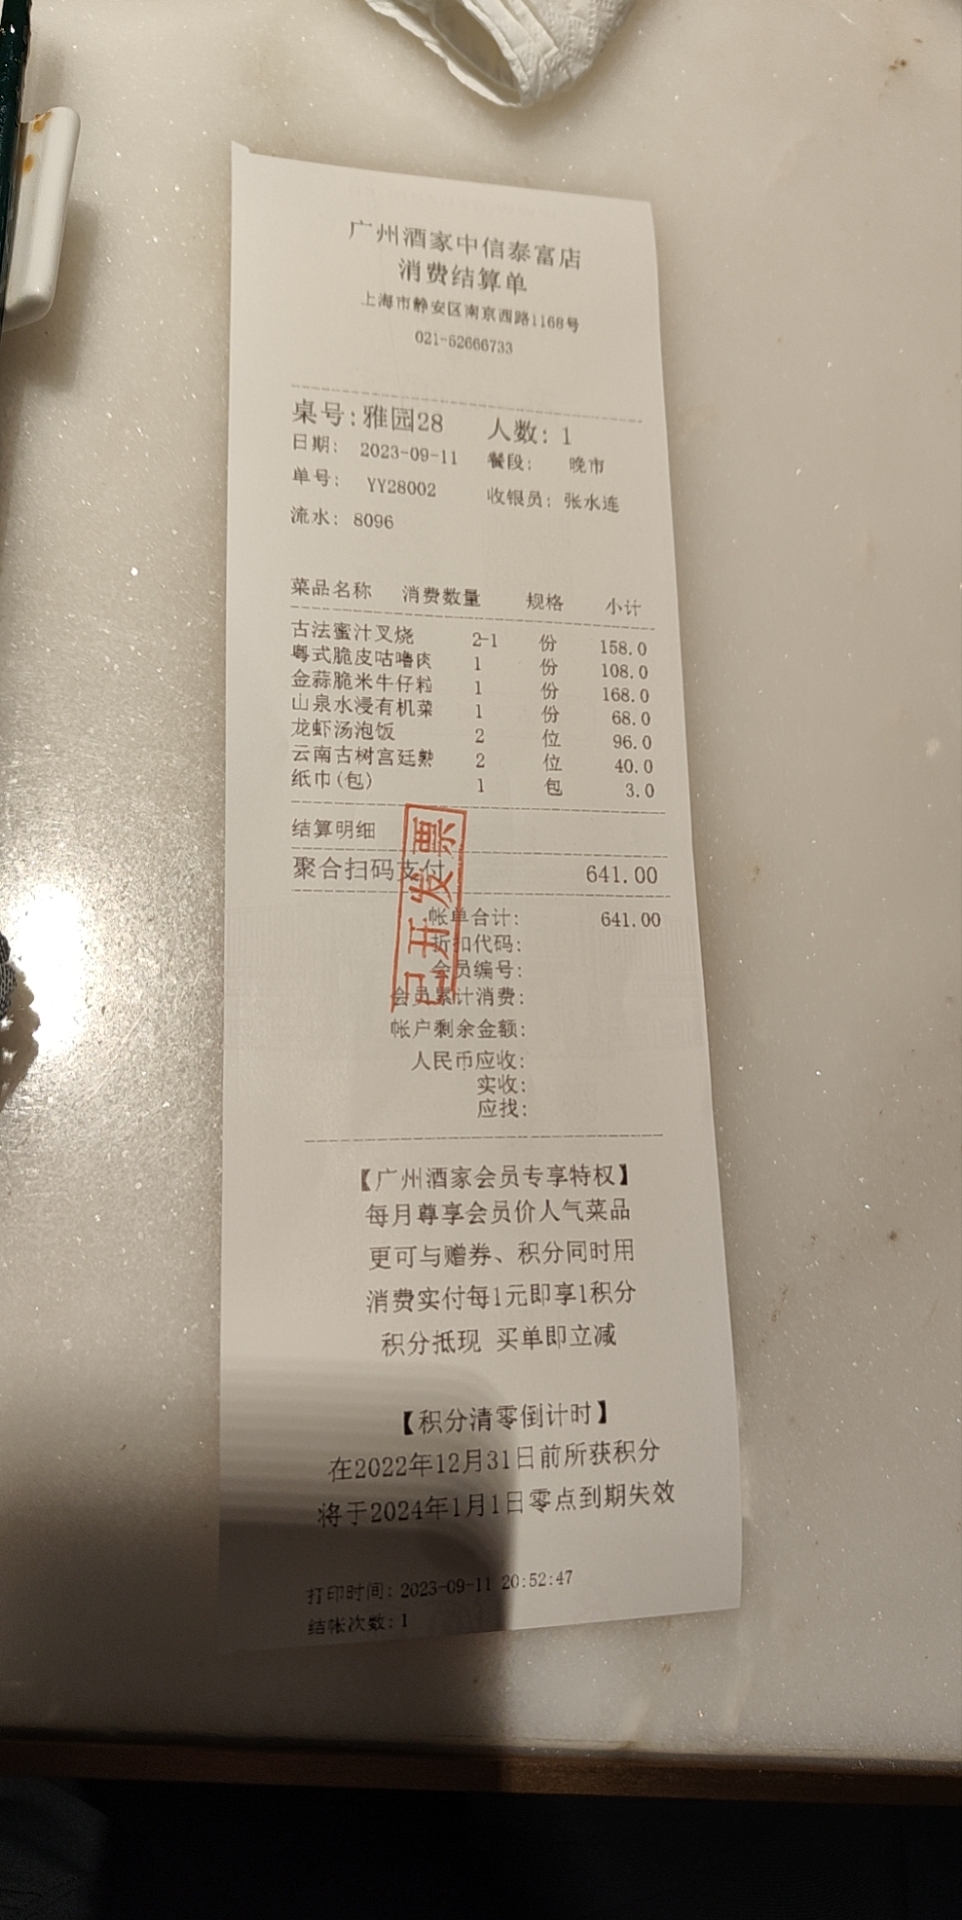 广州酒家中信泰富店
消费结算单
上海市静安区南京西路1168号
021-52666733
桌号:雅园28 人数: 1
日期: 2023-09-11 餐段: 晚市
单号: YY28002 收银员: 张水连
流水: 8096
菜品名称 消费数量 规格 小计
古法蜜汁叉烧 2-1 份 158.0
粤式脆皮咕噜肉 1 份 108.0
金蒜脆米牛仔粒 1 份 168.0
山泉水浸有机菜 1 份 68.0
龙虾汤泡饭 2 位 96.0
云南古树宫廷熟 2 位 40.0
纸巾(包) 1 包 3.0
结算明细
聚合扫码支付 641.00
已开发票
帐单合计: 641.00
折扣代码:
会员编号:
会员累计消费:
帐户剩余金额:
人民币应收:
实收:
应找:
【广州酒家会员专享特权】
每月尊享会员价人气菜品
更可与赠券、积分同时用
消费实付每1元即享1积分
积分抵现 买单即立减
【积分清零倒计时】
在2022年12月31日前所获积分
将于2024年1月1日零点到期失效
打印时间: 2023-09-11 20:52:47
结帐次数: 1